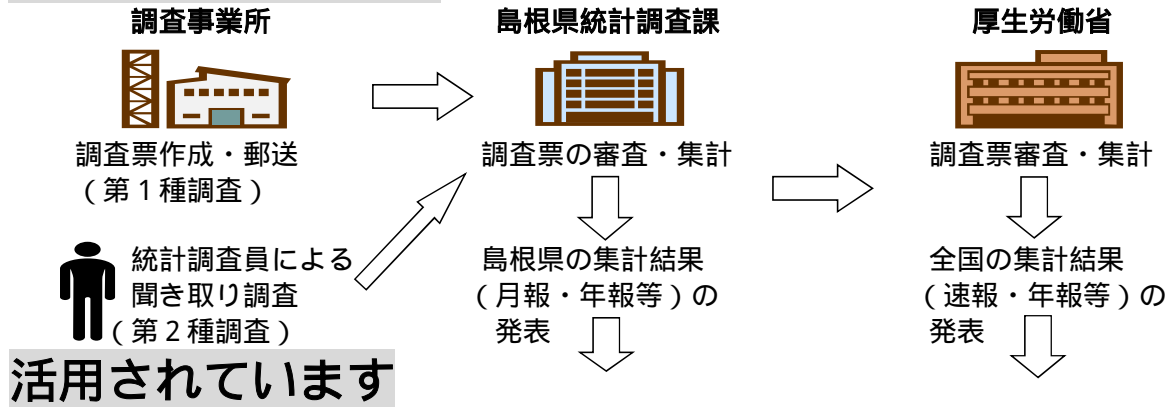 調査事業所
調査票作成・郵送
(第1種調査)
統計調査員による
聞き取り調査
(第2種調査)
島根県統計調査課
調査票の審査・集計
島根県の集計結果
(月報・年報等)の
発表
厚生労働省
調査票審査・集計
全国の集計結果
(速報・年報等)の
発表
活用されています